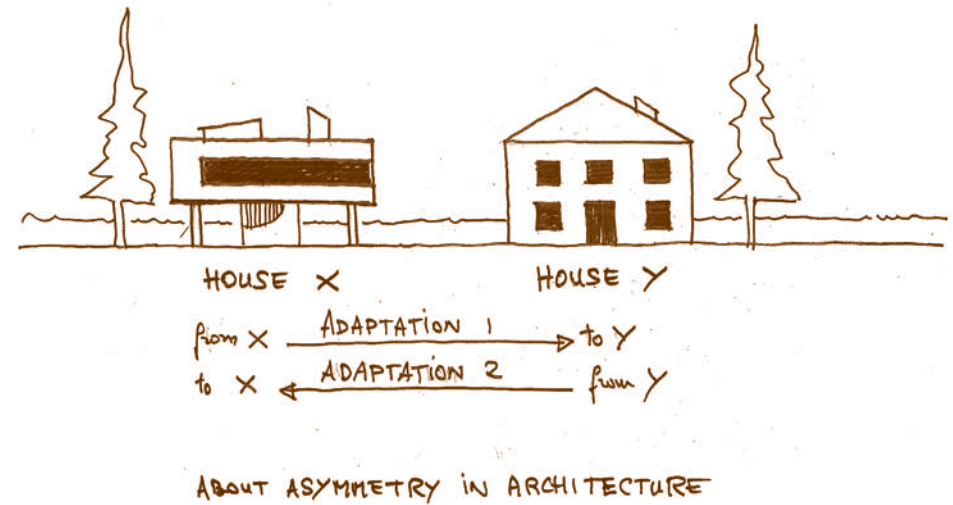 HOUSE X
HOUSE Y
from X ADAPTATION 1 to Y
to X ADAPTATION 2 from Y
ABOUT ASYMMETRY IN ARCHITECTURE